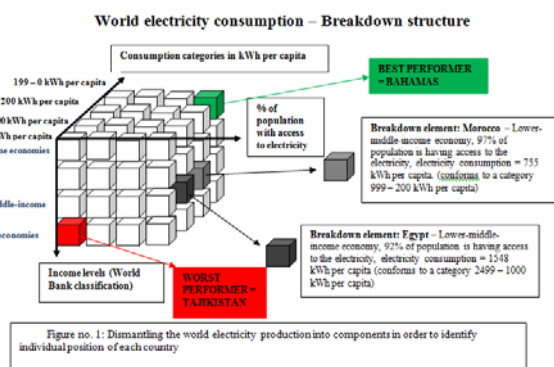 World electricity consumption – Breakdown structure
Consumption categories in kWh per capita
199 – 0 kWh per capita
200 kWh per capita
kWh per capita
Wh per capita
economies
ddle-income
conomies
BEST PERFORMER
= BAHAMAS
% of
population
with access
to electricity
Breakdown element: Morocco – Lower-
middle-income economy, 97% of
population is having access to the
electricity, electricity consumption = 755
kWh per capita. (conforms to a category
999 – 200 kWh per capita)
Breakdown element: Egypt – Lower-middle-
income economy, 92% of population is having access
to the electricity, electricity consumption = 1548
kWh per capita (conforms to a category 2499 – 1000
kWh per capita)
Income levels (World
Bank classification)
WORST
PERFORMER =
TAJIKISTAN
Figure no. 1: Dismantling the world electricity production into components in order to identify
individual position of each country